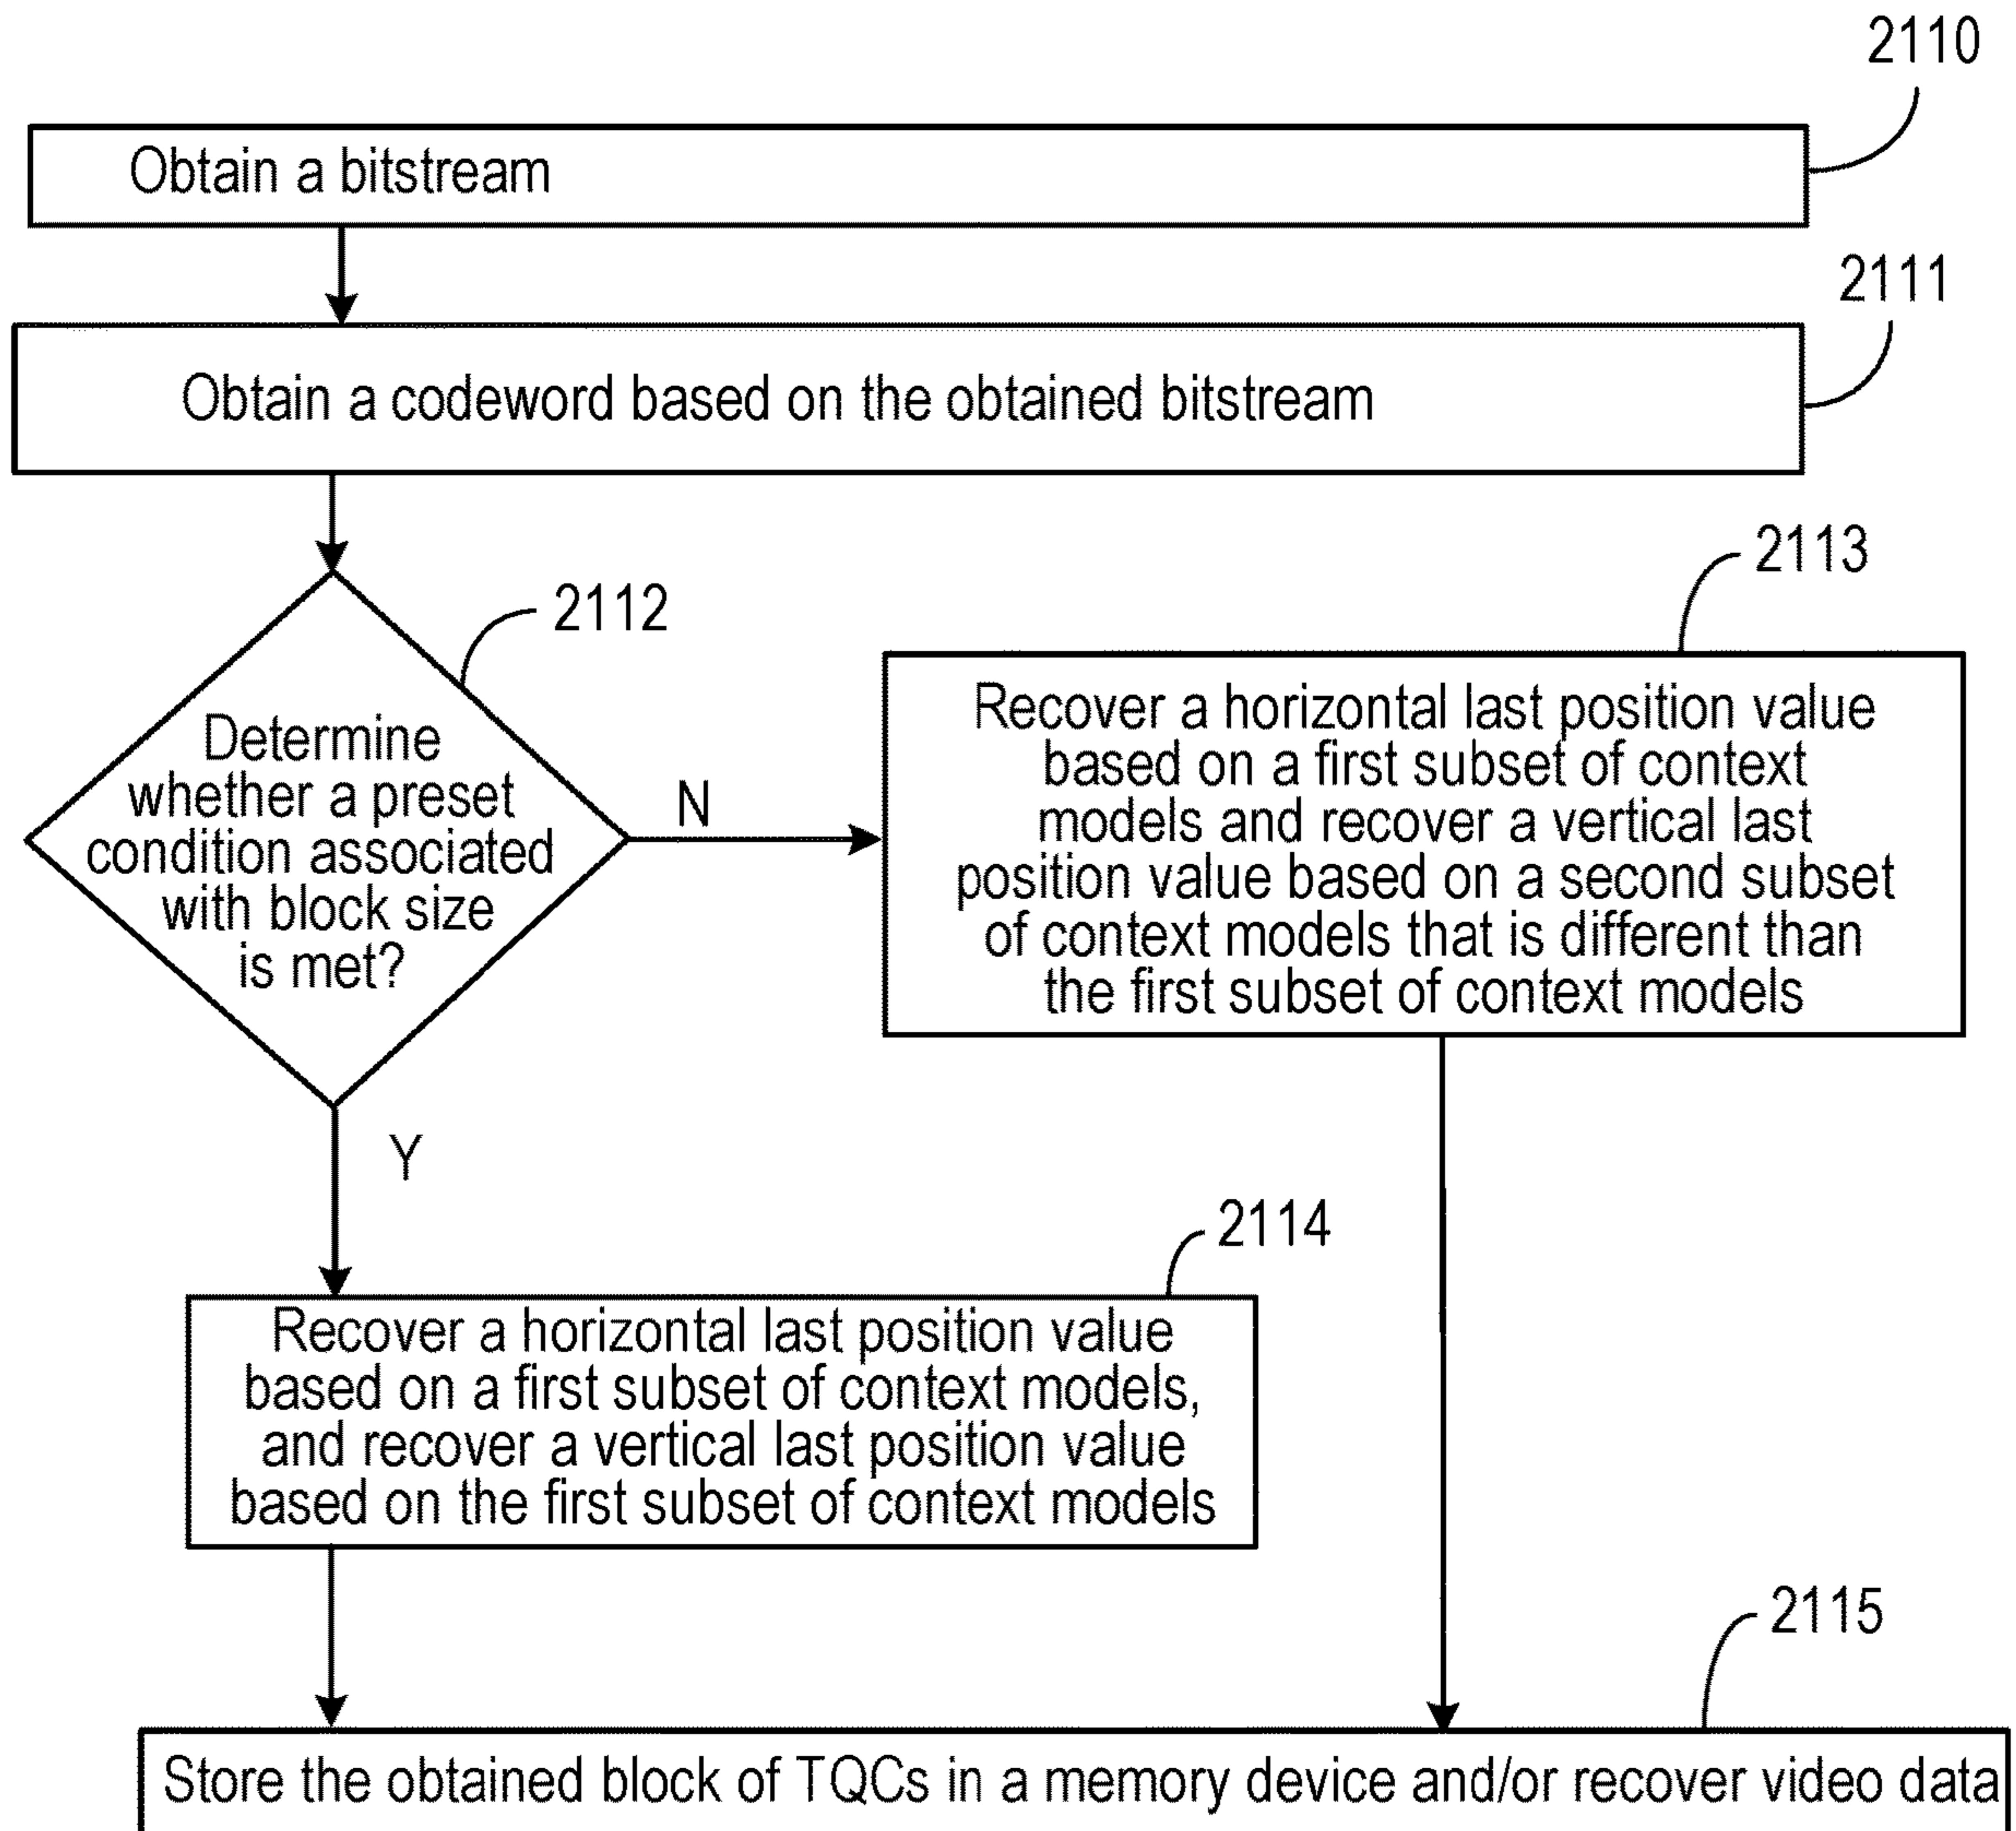 2110
Obtain a bitstream
2111
Obtain a codeword based on the obtained bitstream
2112
Determine
whether a preset
condition associated
with block size
is met?
N
2113
Recover a horizontal last position value
based on a first subset of context
models and recover a vertical last
position value based on a second subset
of context models that is different than
the first subset of context models
Y
2114
Recover a horizontal last position value
based on a first subset of context models,
and recover a vertical last position value
based on the first subset of context models
2115
Store the obtained block of TQCs in a memory device and/or recover video data